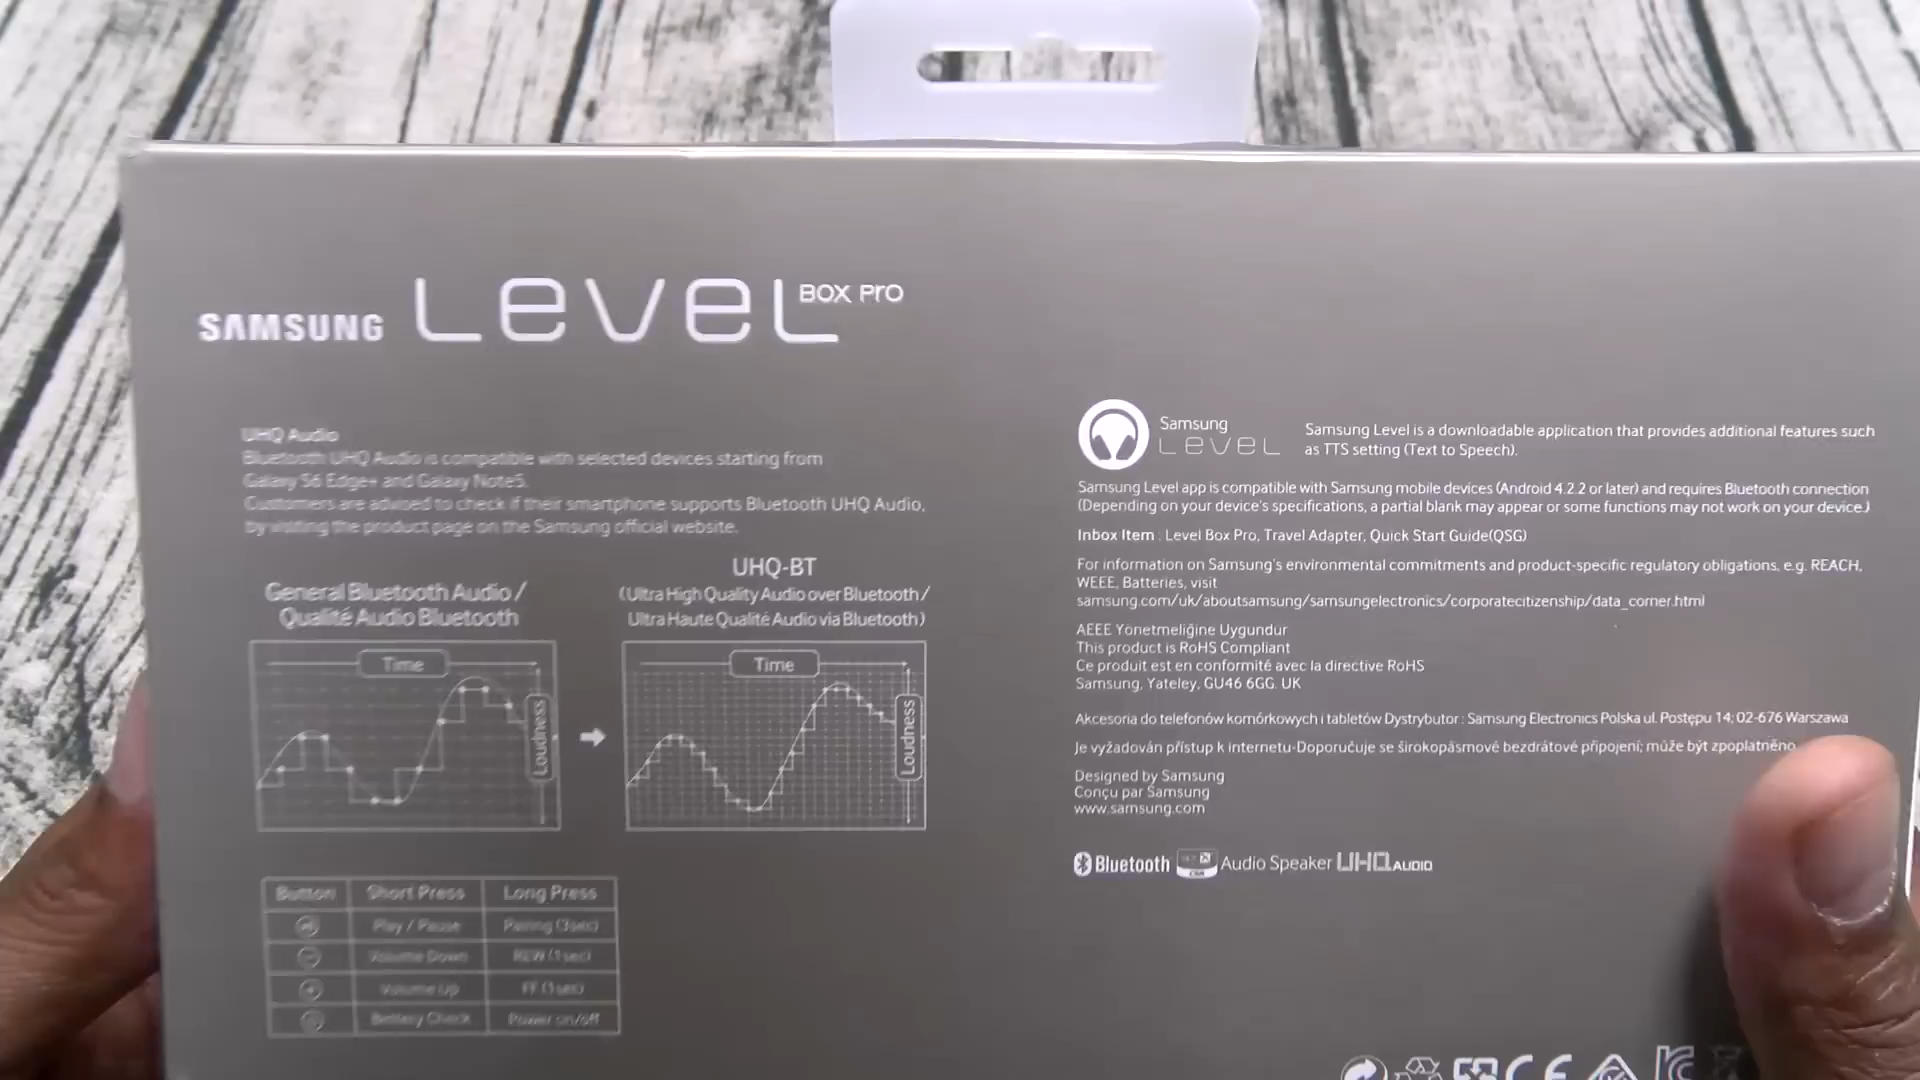 SAMSUNG LEVEL BOX PRO
UHQ Audio
Bluetooth UHQ Audio is compatible with selected devices starting from
Galaxy S6 Edge+ and Galaxy Note5.
Customers are advised to check if their smartphone supports Bluetooth UHQ Audio,
by visiting the product page on the Samsung official website.
General Bluetooth Audio /
Qualité Audio Bluetooth
Time
Loudness
UHQ-BT
(Ultra High Quality Audio over Bluetooth /
Ultra Haute Qualité Audio via Bluetooth)
Time
Loudness
Button Short Press Long Press
Play / Pause Pairing (3sec)
Volume Down REW (1sec)
Volume Up FF (1sec)
Battery Check Power on/off
Samsung
LEVEL
Samsung Level is a downloadable application that provides additional features such
as TTS setting (Text to Speech).
Samsung Level app is compatible with Samsung mobile devices (Android 4.2.2 or later) and requires Bluetooth connection
(Depending on your device's specifications, a partial blank may appear or some functions may not work on your device.)
Inbox Item : Level Box Pro, Travel Adapter, Quick Start Guide(QSG)
For information on Samsung's environmental commitments and product-specific regulatory obligations, e.g. REACH,
WEEE, Batteries, visit
samsung.com/uk/aboutsamsung/samsungelectronics/corporatecitizenship/data_corner.html
AEEE Yönetmeliğine Uygundur
This product is RoHS Compliant
Ce produit est en conformité avec la directive RoHS
Samsung, Yateley, GU46 6GG. UK
Akcesoria do telefonów komórkowych i tabletów Dystrybutor : Samsung Electronics Polska ul. Postępu 14; 02-676 Warszawa
Je vyžadován přístup k internetu-Doporučuje se širokopásmové bezdrátové připojení; může být zpoplatněno
Designed by Samsung
Conçu par Samsung
www.samsung.com
Bluetooth Audio Speaker UHQ AUDIO
CE